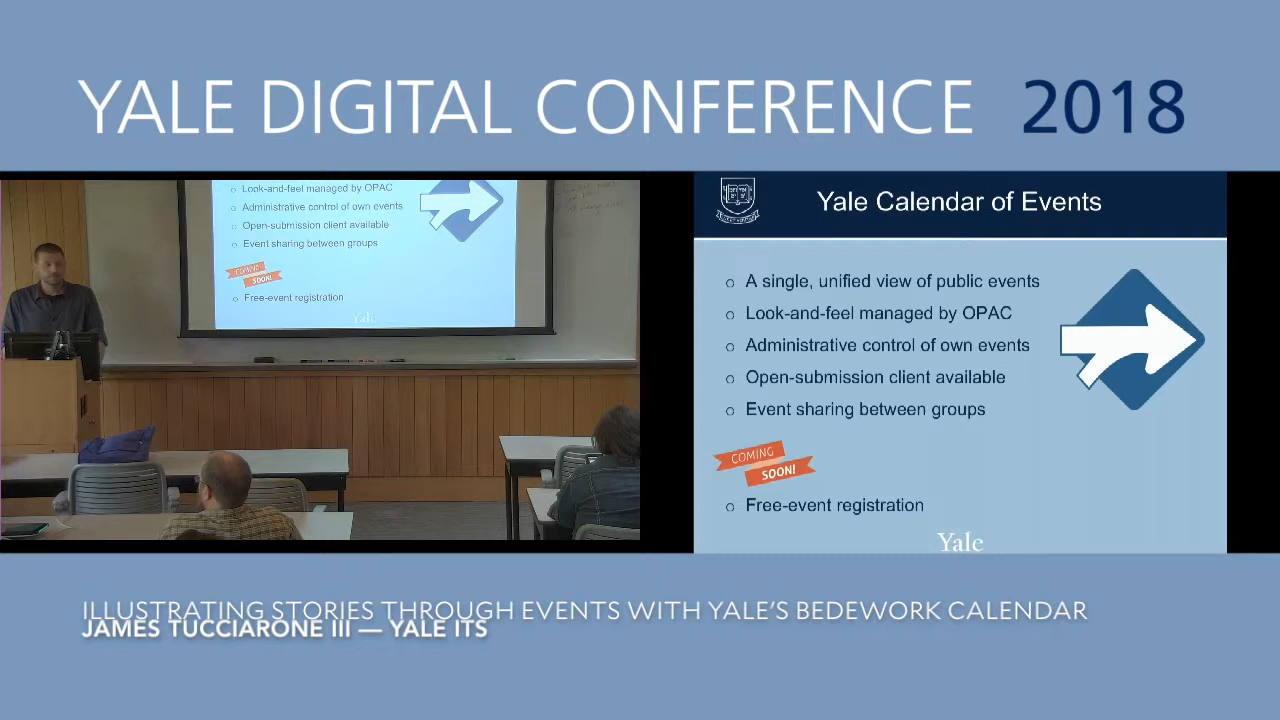 YALE DIGITAL CONFERENCE 2018
Look-and-feel managed by OPAC
Administrative control of own events
Open-submission client available
Event sharing between groups
COMING
SOON!
Free-event registration
Yale
Yale Calendar of Events
A single, unified view of public events
Look-and-feel managed by OPAC
Administrative control of own events
Open-submission client available
Event sharing between groups
COMING
SOON!
Free-event registration
Yale
ILLUSTRATING STORIES THROUGH EVENTS WITH YALE'S BEDEWORK CALENDAR
JAMES TUCCIARONE III — YALE ITS